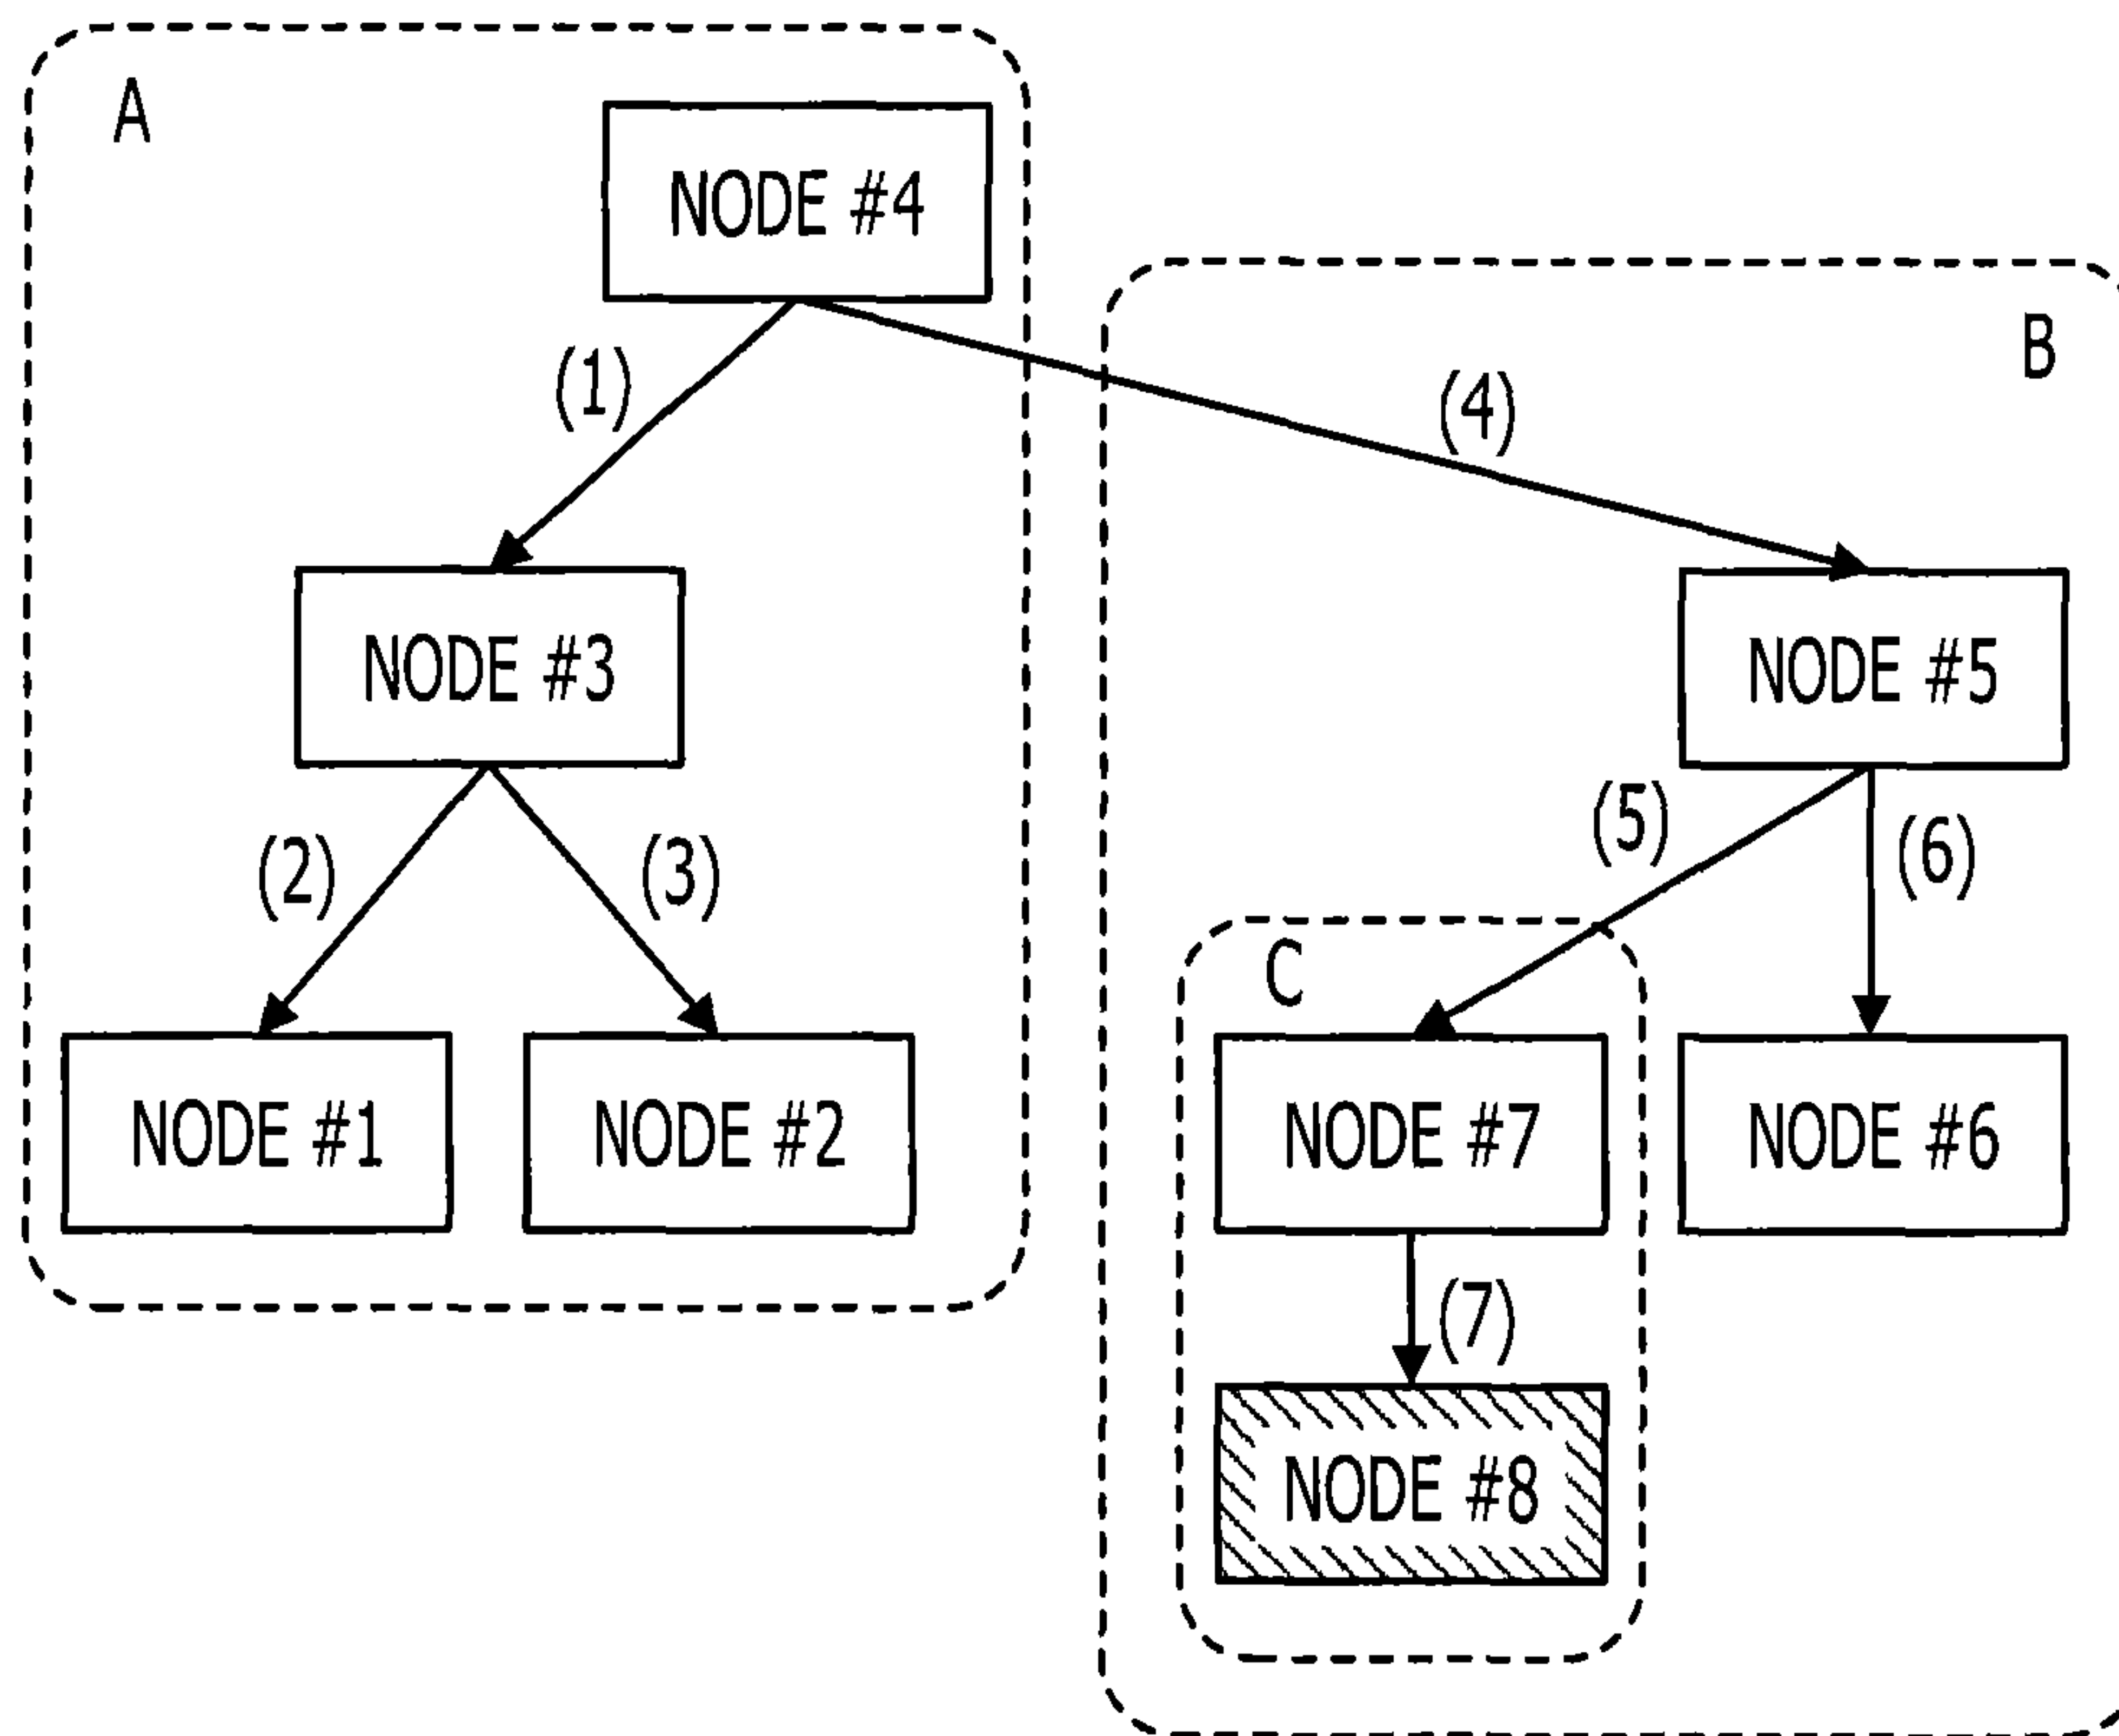 A
NODE #4
B
(1)
(4)
NODE #3
NODE #5
(5)
(6)
(2)
(3)
C
NODE #1
NODE #2
NODE #7
NODE #6
(7)
NODE #8